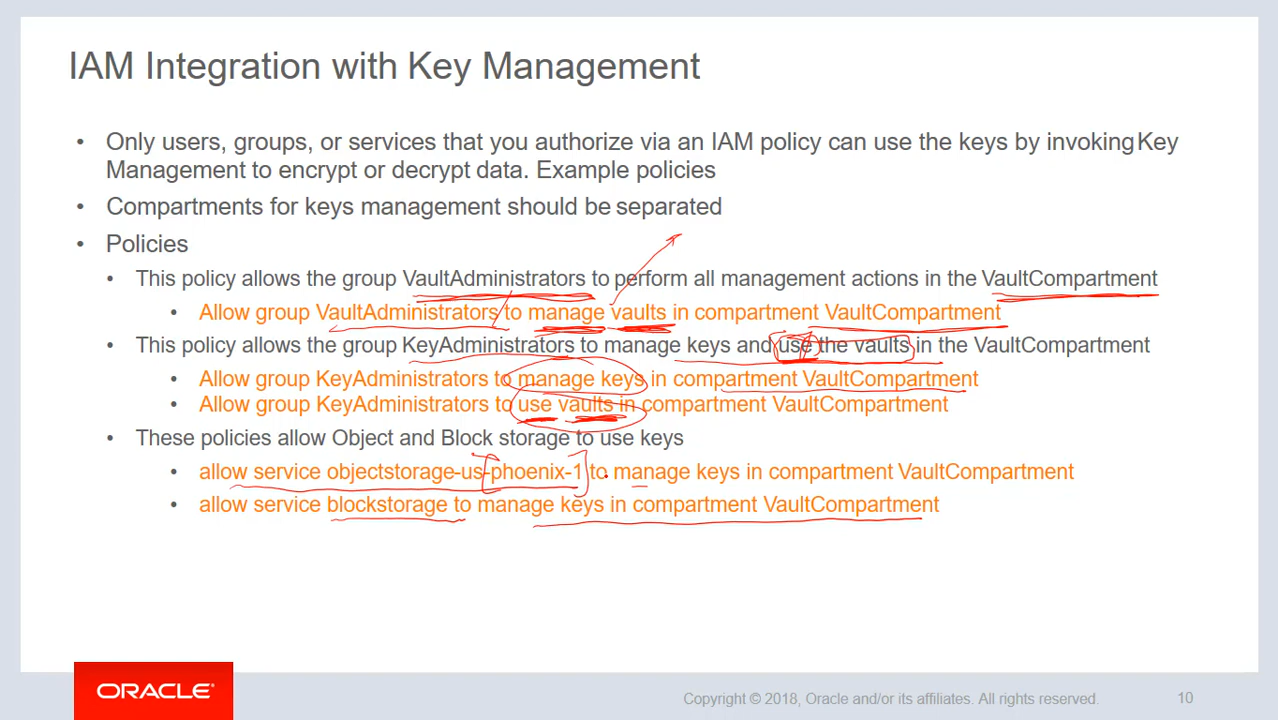 IAM Integration with Key Management
• Only users, groups, or services that you authorize via an IAM policy can use the keys by invoking Key
Management to encrypt or decrypt data. Example policies
• Compartments for keys management should be separated
• Policies
• This policy allows the group VaultAdministrators to perform all management actions in the VaultCompartment
• Allow group VaultAdministrators to manage vaults in compartment VaultCompartment
• This policy allows the group KeyAdministrators to manage keys and use the vaults in the VaultCompartment
• Allow group KeyAdministrators to manage keys in compartment VaultCompartment
• Allow group KeyAdministrators to use vaults in compartment VaultCompartment
• These policies allow Object and Block storage to use keys
• allow service objectstorage-us-phoenix-1 to manage keys in compartment VaultCompartment
• allow service blockstorage to manage keys in compartment VaultCompartment
ORACLE®
Copyright © 2018, Oracle and/or its affiliates. All rights reserved.
10